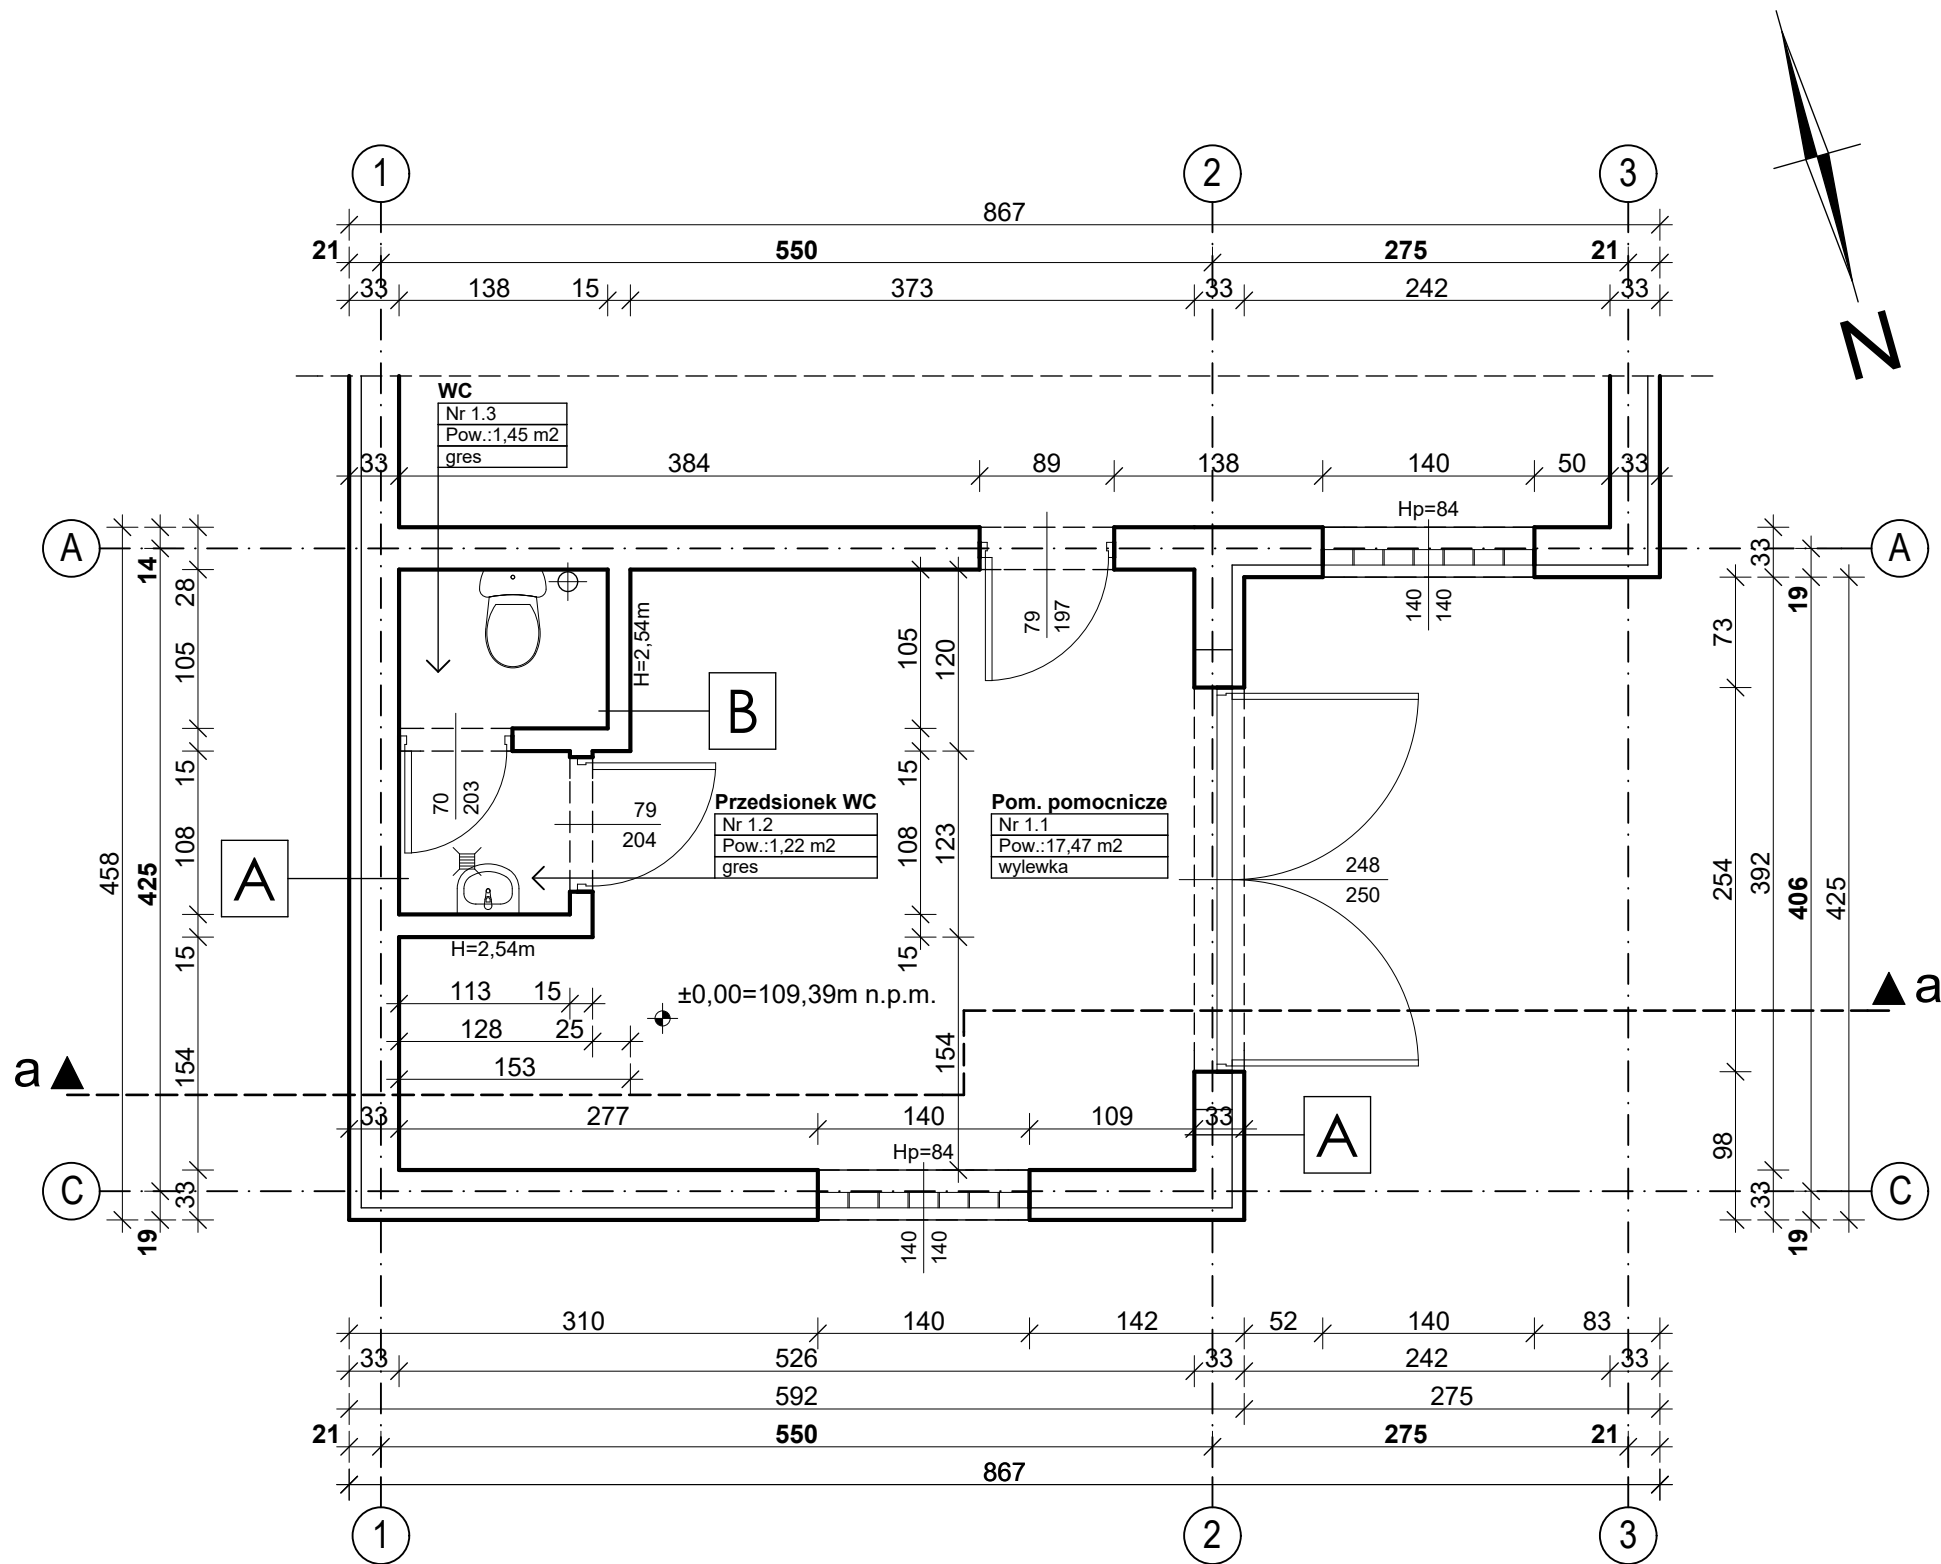 N
1 2 3
867
21 550 275 21
33 138 15 373 33 242 33
WC
Nr 1.3
Pow.:1,45 m2
gres
33 384 89 138 140 50 33
Hp=84
A A
14 28 105 15 108 15 154 33
458 425 19
H=2,54m
105 120
15
108 123
15
154
79 197
140 140
33 19
73
254 392 406 425
98 33 19
B
70 203
79
204
Przedsionek WC
Nr 1.2
Pow.:1,22 m2
gres
Pom. pomocnicze
Nr 1.1
Pow.:17,47 m2
wylewka
248
250
A
H=2,54m
113 15
±0,00=109,39m n.p.m.
128 25
153
a a
33 277 140 109 33
A
Hp=84
C C
140 140
310 140 142 52 140 83
33 526 33 242 33
592 275
21 550 275 21
867
1 2 3